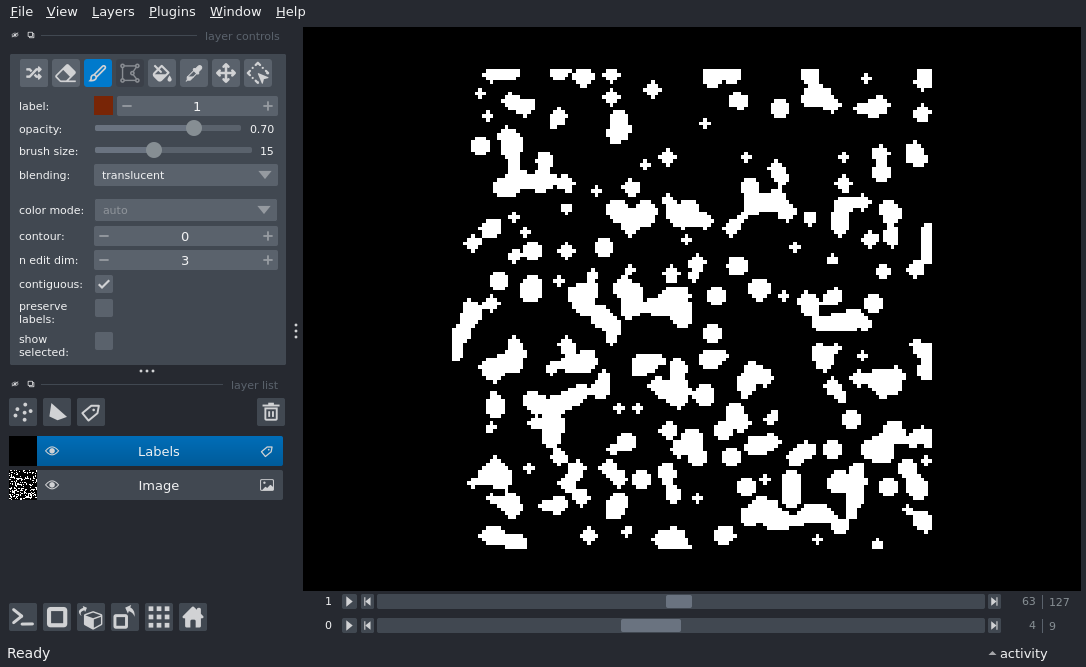 File View Layers Plugins Window Help
layer controls
label: 1
opacity: 0.70
brush size: 15
blending: translucent
color mode: auto
contour: 0
n edit dim: 3
contiguous:
preserve
labels:
show
selected:
layer list
Labels
Image
1 63 127
0 4 9
Ready
activity